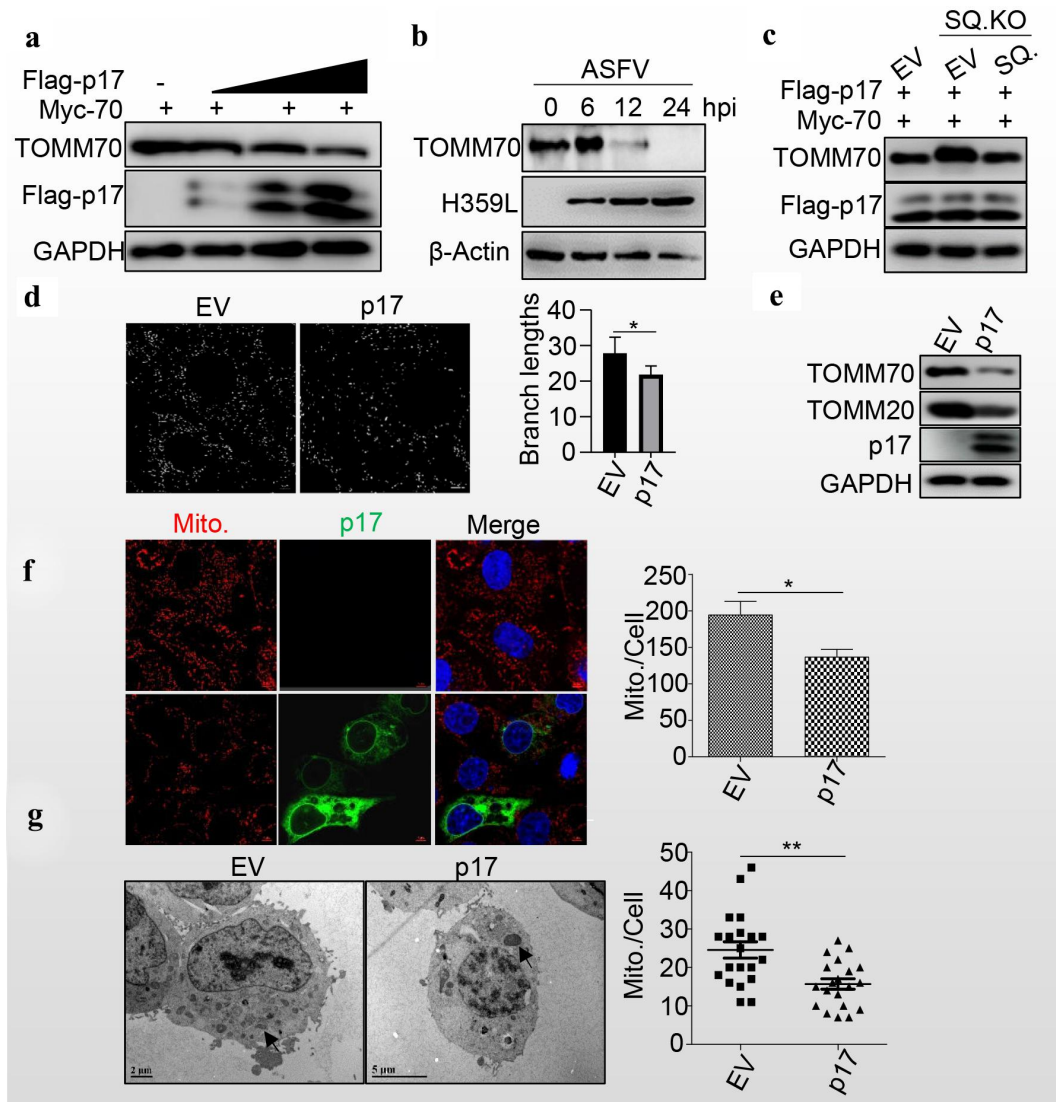 a
Flag-p17 -
Myc-70 + + + +
TOMM70
Flag-p17
GAPDH
b
ASFV
0 6 12 24 hpi
TOMM70
H359L
β-Actin
c
SQ.KO
EV EV SQ.
Flag-p17 + + +
Myc-70 + + +
TOMM70
Flag-p17
GAPDH
d
EV p17
Branch lengths
40
30
20
10
0
*
EV p17
e
EV p17
TOMM70
TOMM20
p17
GAPDH
f
Mito. p17 Merge
Mito./Cell
250
200
150
100
50
0
*
EV p17
g
EV p17
2 μm
5 μm
Mito./Cell
50
40
30
20
10
0
**
EV p17